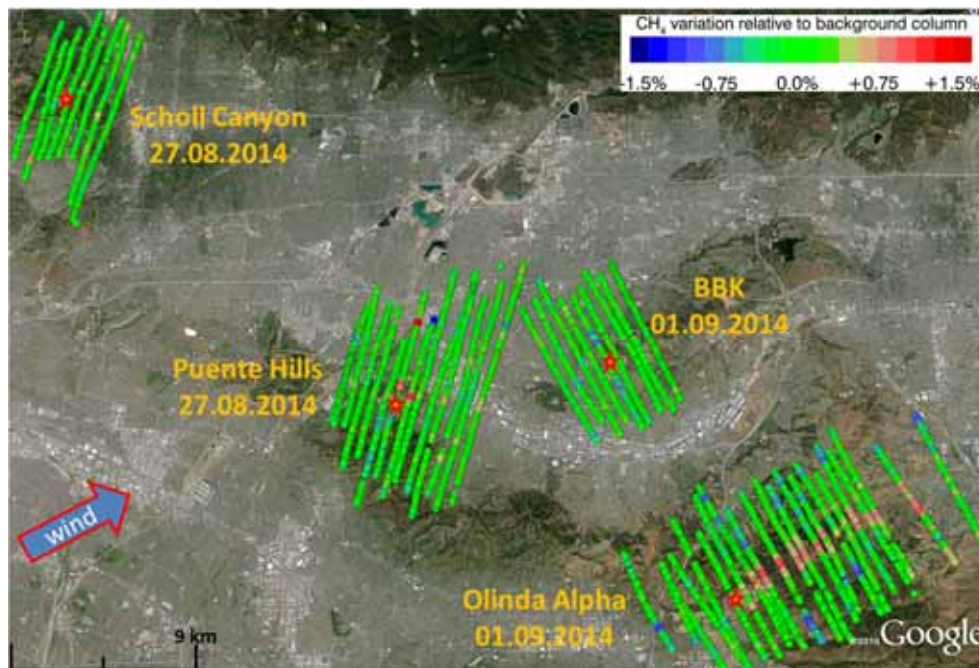 CH₄ variation relative to background column
-1.5% -0.75 0.0% +0.75 +1.5%
Scholl Canyon
27.08.2014
BBK
01.09.2014
Puente Hills
27.08.2014
wind
Olinda Alpha
01.09.2014
9 km
Google